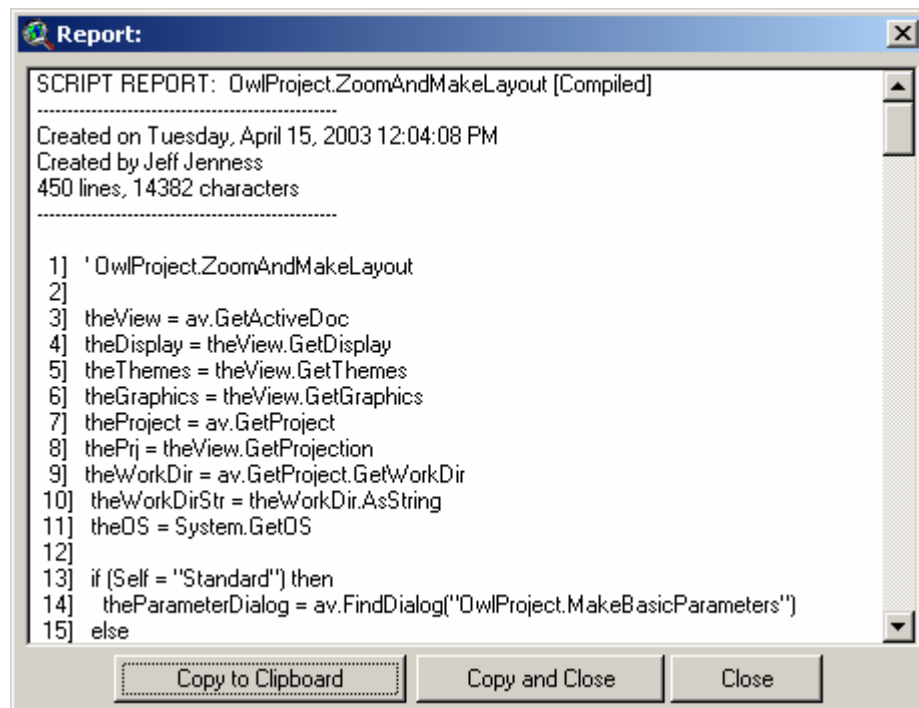 Report:
SCRIPT REPORT: OwlProject.ZoomAndMakeLayout [Compiled]
--------------------------------------------------
Created on Tuesday, April 15, 2003 12:04:08 PM
Created by Jeff Jenness
450 lines, 14382 characters
--------------------------------------------------
1] ' OwlProject.ZoomAndMakeLayout
2]
3] theView = av.GetActiveDoc
4] theDisplay = theView.GetDisplay
5] theThemes = theView.GetThemes
6] theGraphics = theView.GetGraphics
7] theProject = av.GetProject
8] thePrj = theView.GetProjection
9] theWorkDir = av.GetProject.GetWorkDir
10] theWorkDirStr = theWorkDir.AsString
11] theOS = System.GetOS
12]
13] if (Self = "Standard") then
14] theParameterDialog = av.FindDialog("OwlProject.MakeBasicParameters")
15] else
Copy to Clipboard
Copy and Close
Close